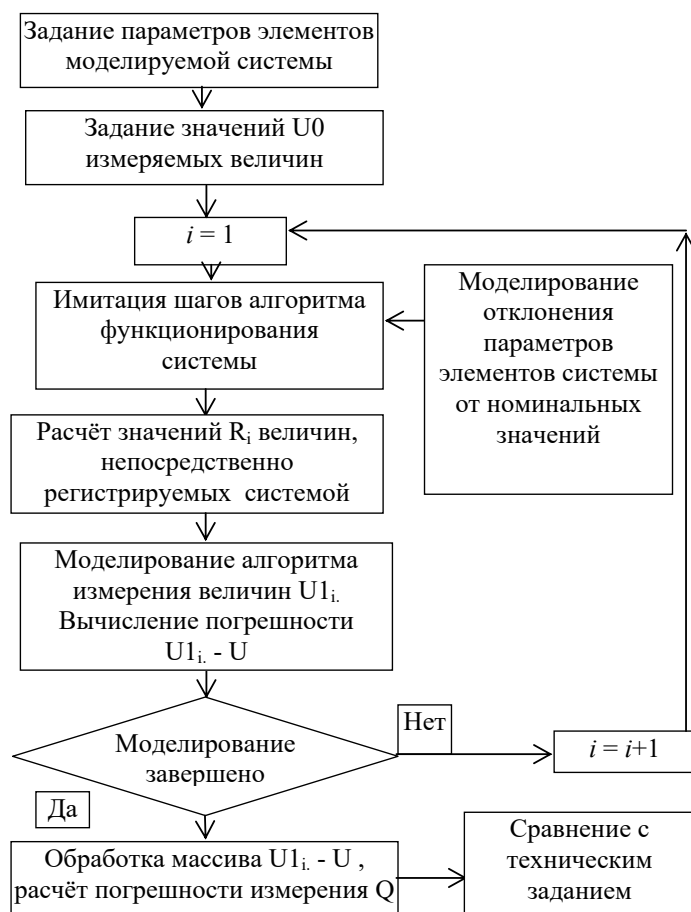 Задание параметров элементов
моделируемой системы
Задание значений U0
измеряемых величин
i = 1
Имитация шагов алгоритма
функционирования
системы
Моделирование
отклонения
параметров
элементов системы
от номинальных
значений
Расчёт значений Rᵢ величин,
непосредственно
регистрируемых системой
Моделирование алгоритма
измерения величин U1ᵢ.
Вычисление погрешности
U1ᵢ. - U
Моделирование
завершено
Нет
i = i+1
Да
Обработка массива U1ᵢ. - U ,
расчёт погрешности измерения Q
Сравнение с
техническим
заданием